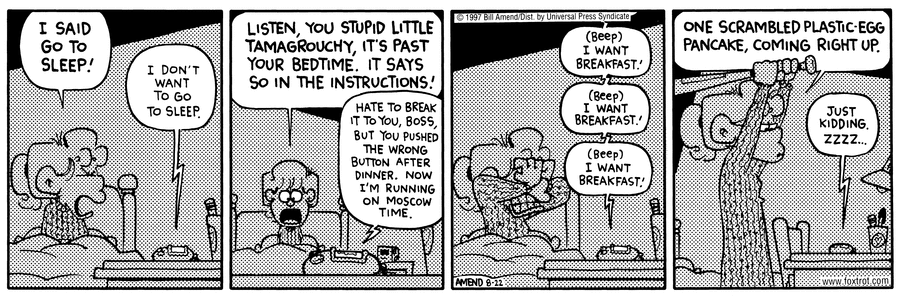 I SAID
GO TO
SLEEP!
I DON'T
WANT
TO GO
TO SLEEP.
LISTEN, YOU STUPID LITTLE
TAMAGROUCHY, IT'S PAST
YOUR BEDTIME. IT SAYS
SO IN THE INSTRUCTIONS!
HATE TO BREAK
IT TO YOU, BOSS,
BUT YOU PUSHED
THE WRONG
BUTTON AFTER
DINNER. NOW
I'M RUNNING
ON MOSCOW
TIME.
© 1997 Bill Amend/Dist. by Universal Press Syndicate
(Beep)
I WANT
BREAKFAST!
(Beep)
I WANT
BREAKFAST!
(Beep)
I WANT
BREAKFAST!
AMEND 8-22
ONE SCRAMBLED PLASTIC-EGG
PANCAKE, COMING RIGHT UP.
JUST
KIDDING.
ZZZZ...
www.foxtrot.com